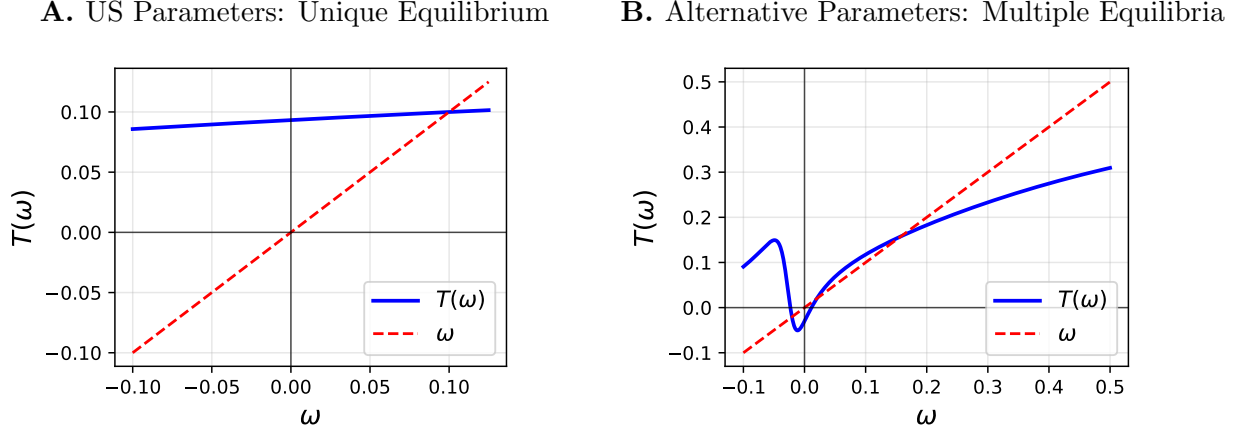 A. US Parameters: Unique Equilibrium
0.10
0.05
0.00
−0.05
−0.10
T(ω)
−0.10 −0.05 0.00 0.05 0.10
ω
T(ω)
ω
B. Alternative Parameters: Multiple Equilibria
0.5
0.4
0.3
0.2
0.1
0.0
−0.1
T(ω)
−0.1 0.0 0.1 0.2 0.3 0.4 0.5
ω
T(ω)
ω